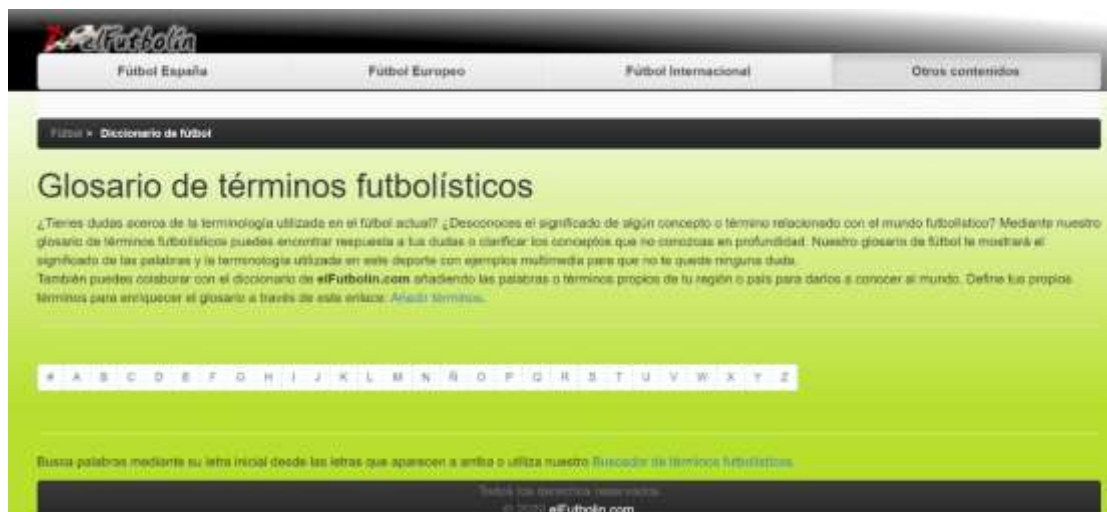 elFutbolín
Fútbol España Fútbol Europeo Fútbol Internacional Otros contenidos
Fútbol » Diccionario de fútbol
Glosario de términos futbolísticos
¿Tienes dudas acerca de la terminología utilizada en el fútbol actual? ¿Desconoces el significado de algún concepto o término relacionado con el mundo futbolístico? Mediante nuestro
glosario de términos futbolísticos puedes encontrar respuesta a tus dudas o clarificar los conceptos que no conozcas en profundidad. Nuestro glosario de fútbol te mostrará el
significado de las palabras y la terminología utilizada en este deporte con ejemplos multimedia para que no te quede ninguna duda.
También puedes colaborar con el diccionario de elFutbolin.com añadiendo las palabras o términos propios de tu región o país para darlos a conocer al mundo. Define tus propios
términos para enriquecer el glosario a través de este enlace: Añadir términos.
# A B C D E F G H I J K L M N Ñ O P Q R S T U V W X Y Z
Busca palabras mediante su letra inicial desde las letras que aparecen a arriba o utiliza nuestro Buscador de términos futbolísticos
Todos los derechos reservados
© 2020 elFutbolin.com